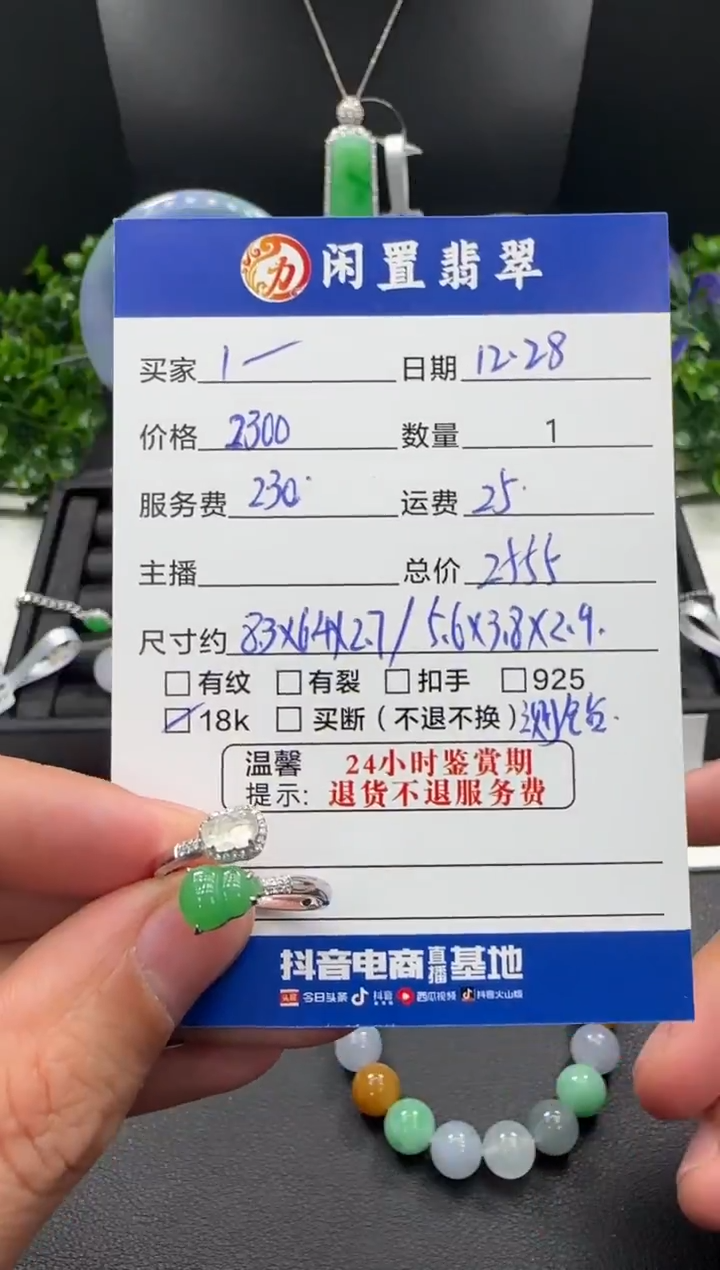 力 闲置翡翠
买家 1一 日期 12.28
价格 2300 数量 1
服务费 230 运费 25
主播 总价 2555
尺寸约 8.3X6.4X2.7/5.6X3.8X2.9.
☐有纹 ☐有裂 ☐扣手 ☐925
☑18k ☐买断(不退不换)
温馨 24小时鉴赏期
提示: 退货不退服务费
抖音电商直播基地
头条 今日头条 抖音 西瓜视频 抖音火山版